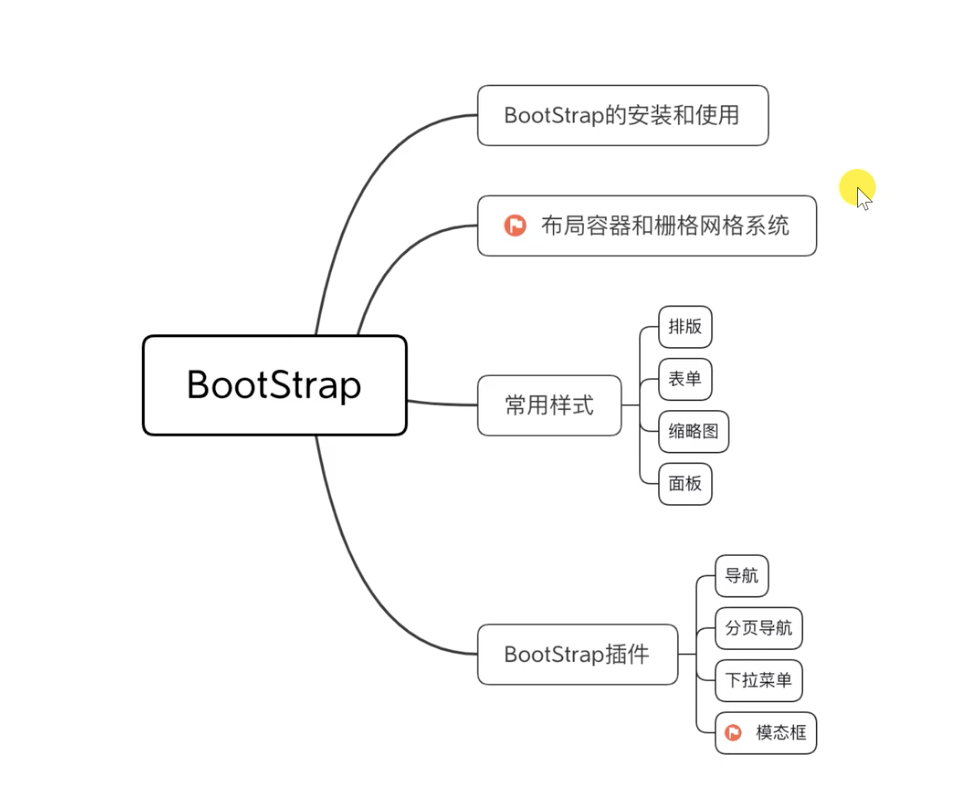 BootStrap
BootStrap的安装和使用
布局容器和栅格网格系统
常用样式
排版
表单
缩略图
面板
BootStrap插件
导航
分页导航
下拉菜单
模态框